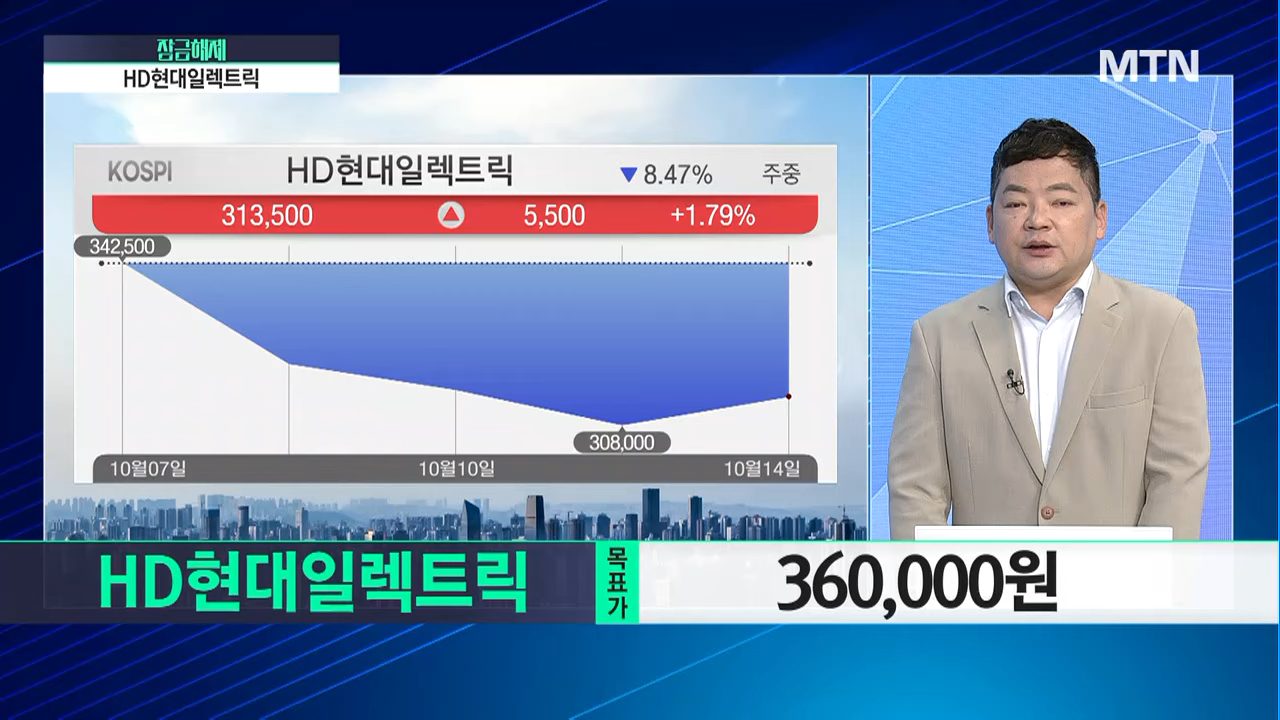 잠금해제
HD현대일렉트릭
MTN
KOSPI HD현대일렉트릭 ▼8.47% 주중
313,500 ▲ 5,500 +1.79%
342,500
308,000
10월07일 10월10일 10월14일
HD현대일렉트릭 목표가 360,000원